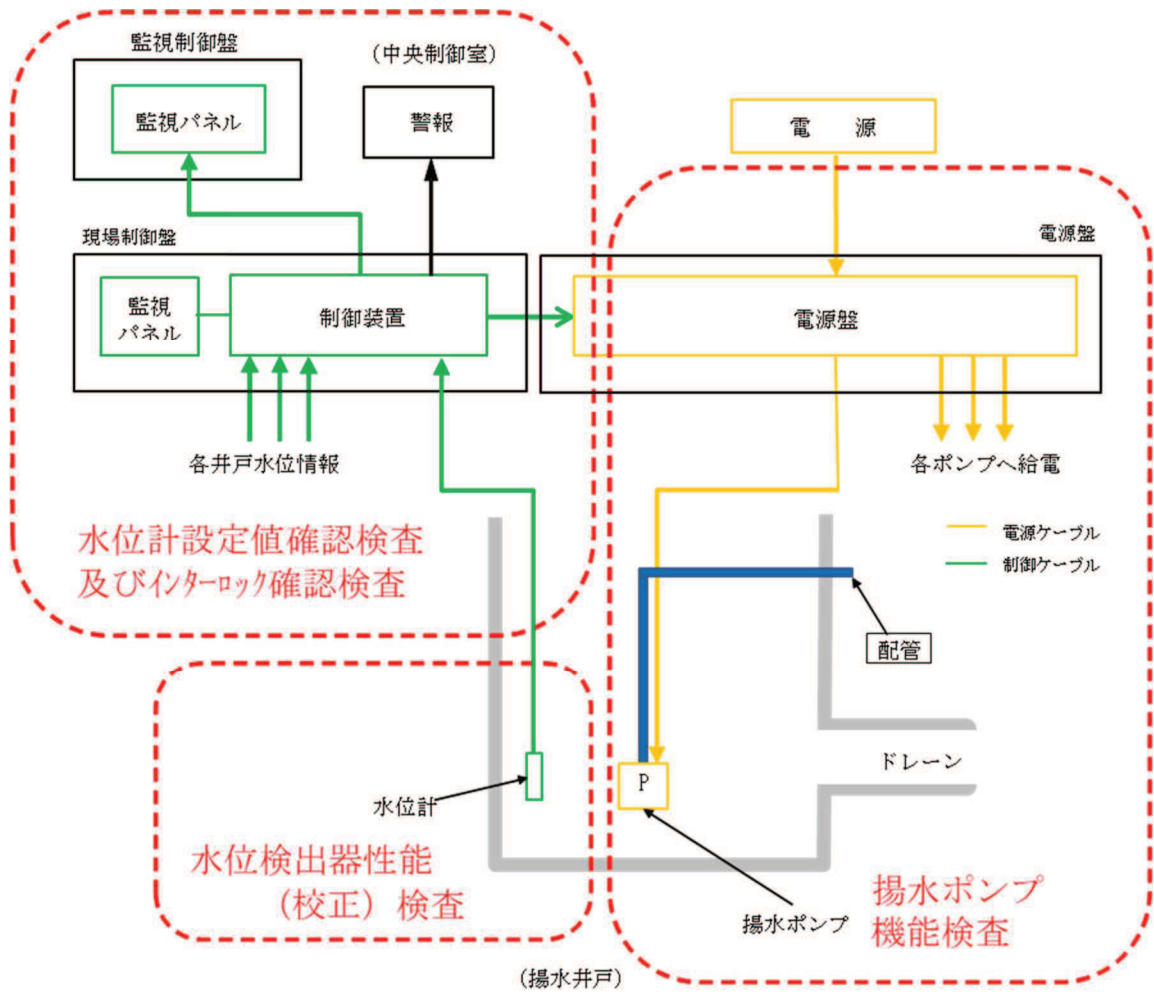 監視制御盤
(中央制御室)
監視パネル
警報
電　源
現場制御盤
電源盤
監視
パネル
制御装置
電源盤
各井戸水位情報
各ポンプへ給電
水位計設定値確認検査
及びインターロック確認検査
電源ケーブル
制御ケーブル
配管
ドレーン
P
水位計
水位検出器性能
(校正) 検査
揚水ポンプ
揚水ポンプ
機能検査
(揚水井戸)